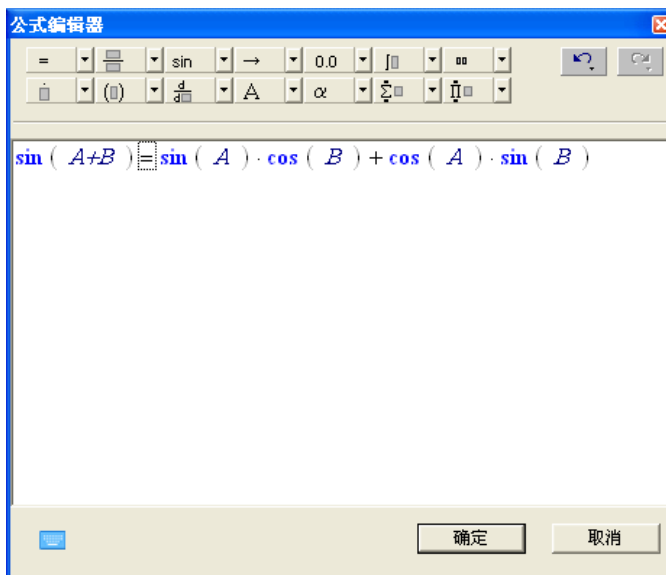 公式编辑器
= sin → 0.0 ∫
(▯) d/d▯ A α Σ Π
sin ( A+B ) = sin ( A ) · cos ( B ) + cos ( A ) · sin ( B )
确定 取消